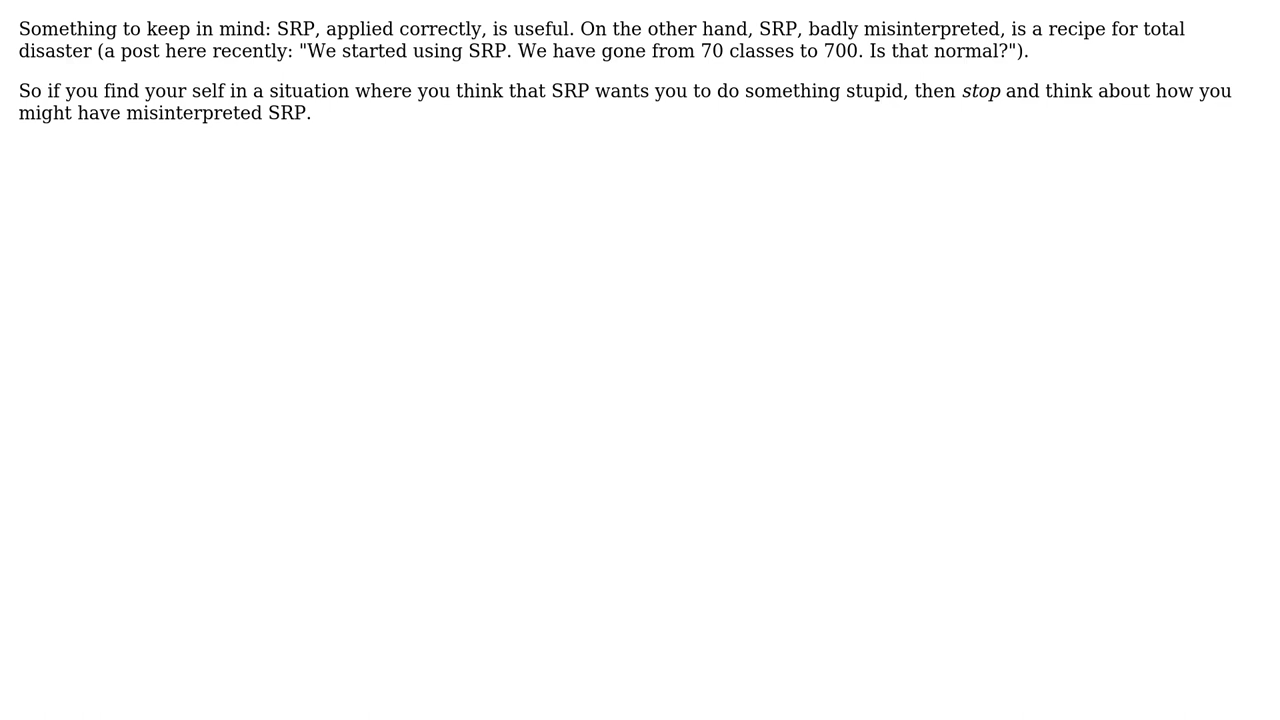 Something to keep in mind: SRP, applied correctly, is useful. On the other hand, SRP, badly misinterpreted, is a recipe for total
disaster (a post here recently: "We started using SRP. We have gone from 70 classes to 700. Is that normal?").
So if you find your self in a situation where you think that SRP wants you to do something stupid, then stop and think about how you
might have misinterpreted SRP.